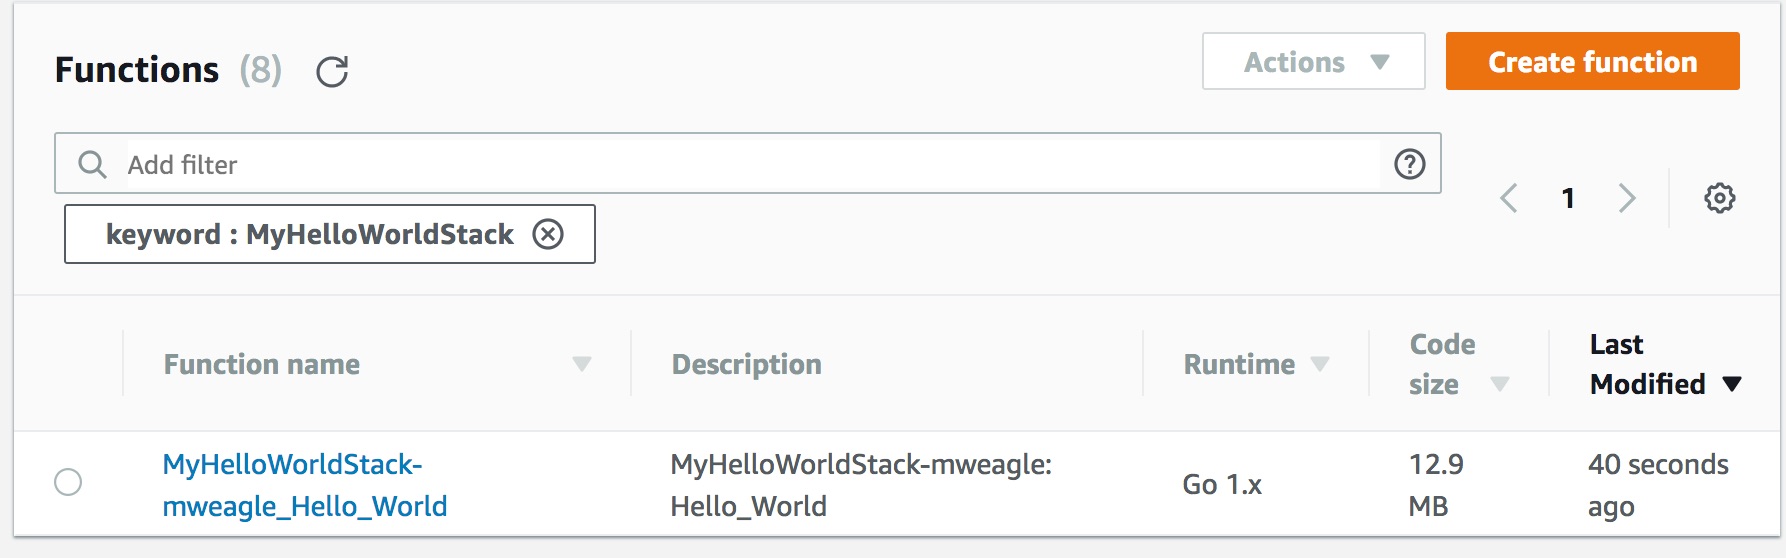 Functions (8)
Actions
Create function
Add filter
1
keyword : MyHelloWorldStack
Function name
Description
Runtime
Code
size
Last
Modified
MyHelloWorldStack-
mweagle_Hello_World
MyHelloWorldStack-mweagle:
Hello_World
Go 1.x
12.9
MB
40 seconds
ago